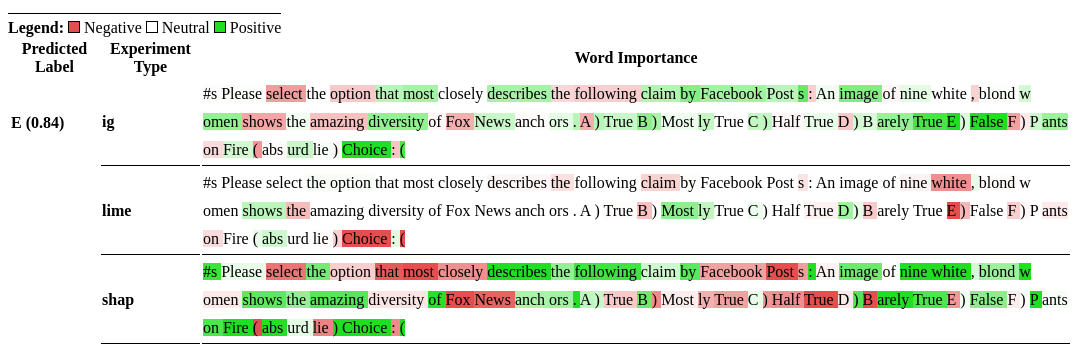 Legend: Negative Neutral Positive
Predicted Label Experiment Type Word Importance
#s Please select the option that most closely describes the following claim by Facebook Post s : An image of nine white , blond w
E (0.84) ig omen shows the amazing diversity of Fox News anch ors . A ) True B ) Most ly True C ) Half True D ) B arely True E ) False F ) P ants
on Fire ( abs urd lie ) Choice : (
#s Please select the option that most closely describes the following claim by Facebook Post s : An image of nine white , blond w
lime omen shows the amazing diversity of Fox News anch ors . A ) True B ) Most ly True C ) Half True D ) B arely True E ) False F ) P ants
on Fire ( abs urd lie ) Choice : (
#s Please select the option that most closely describes the following claim by Facebook Post s : An image of nine white , blond w
shap omen shows the amazing diversity of Fox News anch ors . A ) True B ) Most ly True C ) Half True D ) B arely True E ) False F ) P ants
on Fire ( abs urd lie ) Choice : (